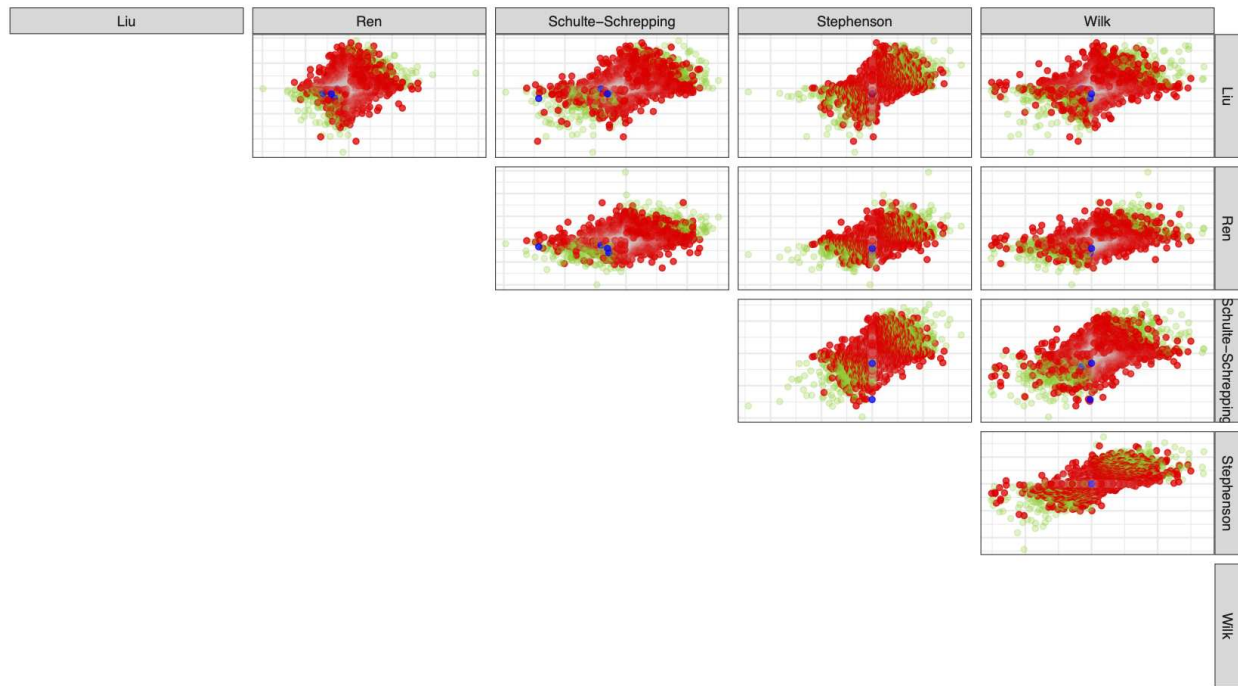 Liu
Ren
Schulte−Schrepping
Stephenson
Wilk
Liu
Ren
Schulte−Schrepping
Stephenson
Wilk